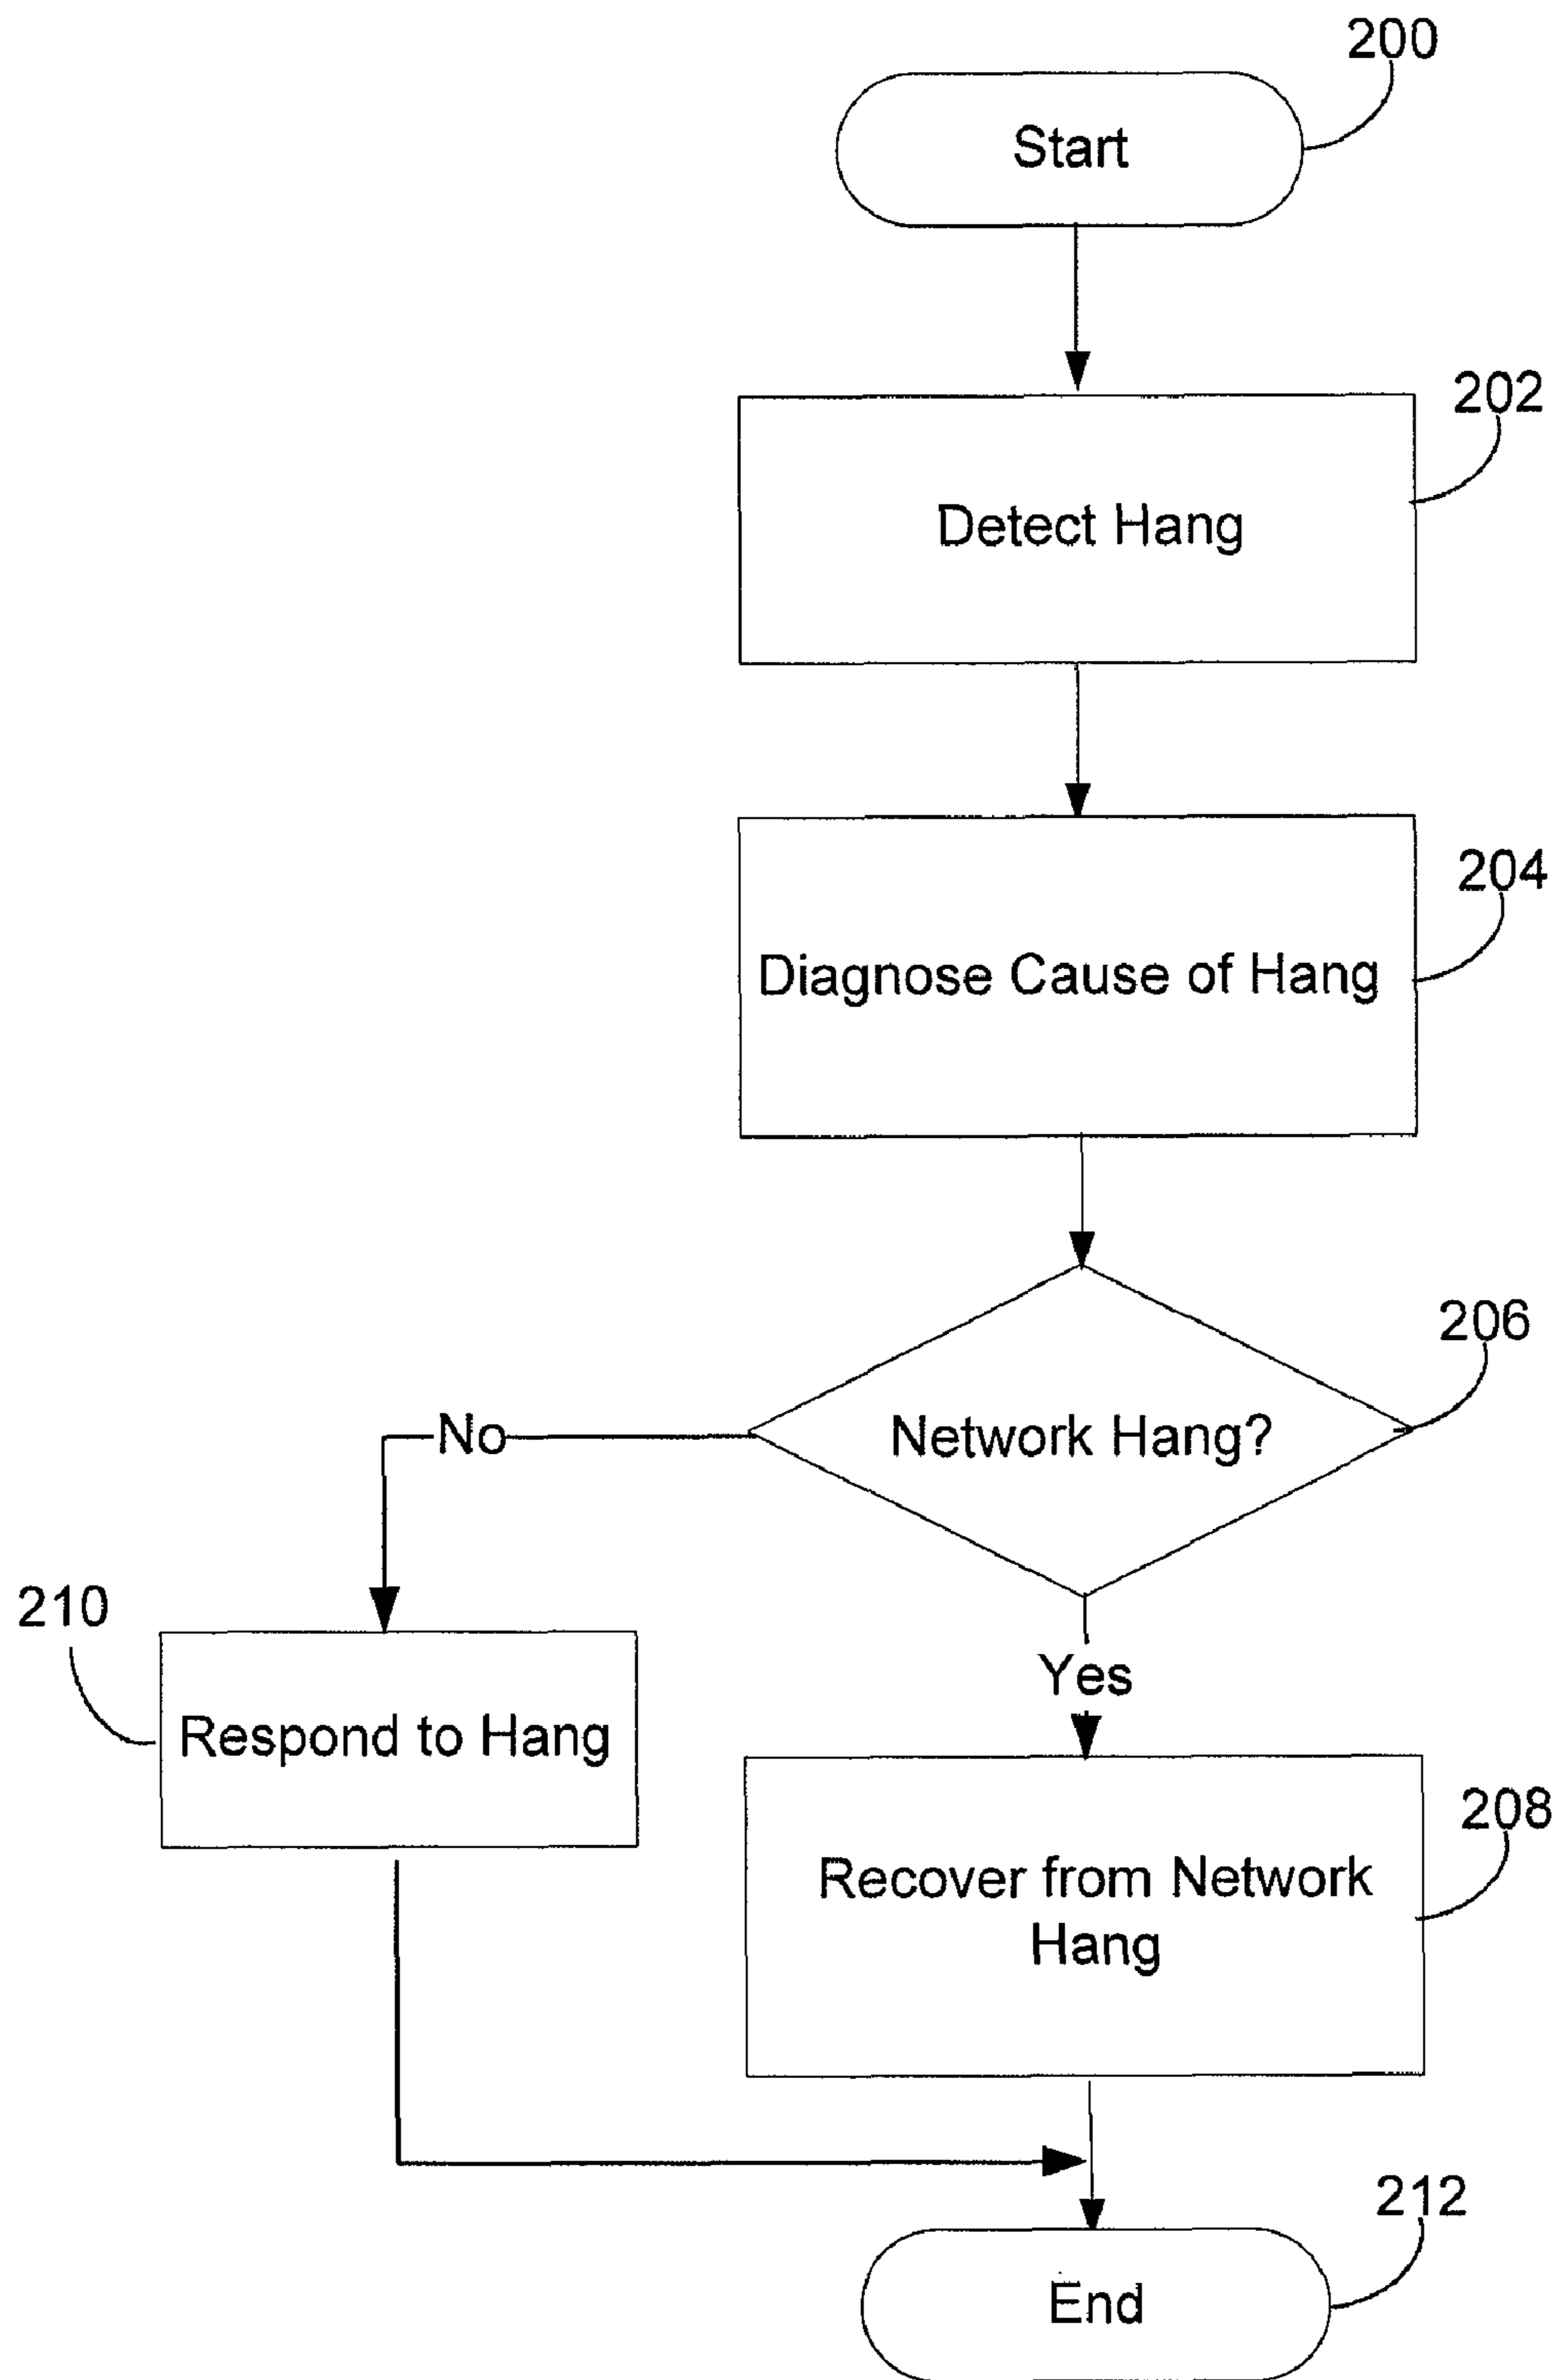 200
Start
202
Detect Hang
204
Diagnose Cause of Hang
206
Network Hang?
No
210
Yes
Respond to Hang
208
Recover from Network
Hang
212
End